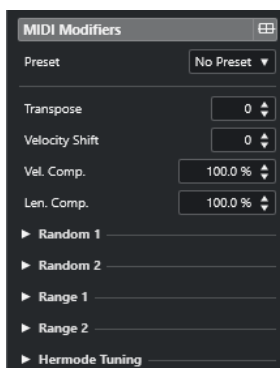 MIDI Modifiers
Preset No Preset
Transpose 0
Velocity Shift 0
Vel. Comp. 100.0 %
Len. Comp. 100.0 %
Random 1
Random 2
Range 1
Range 2
Hermode Tuning